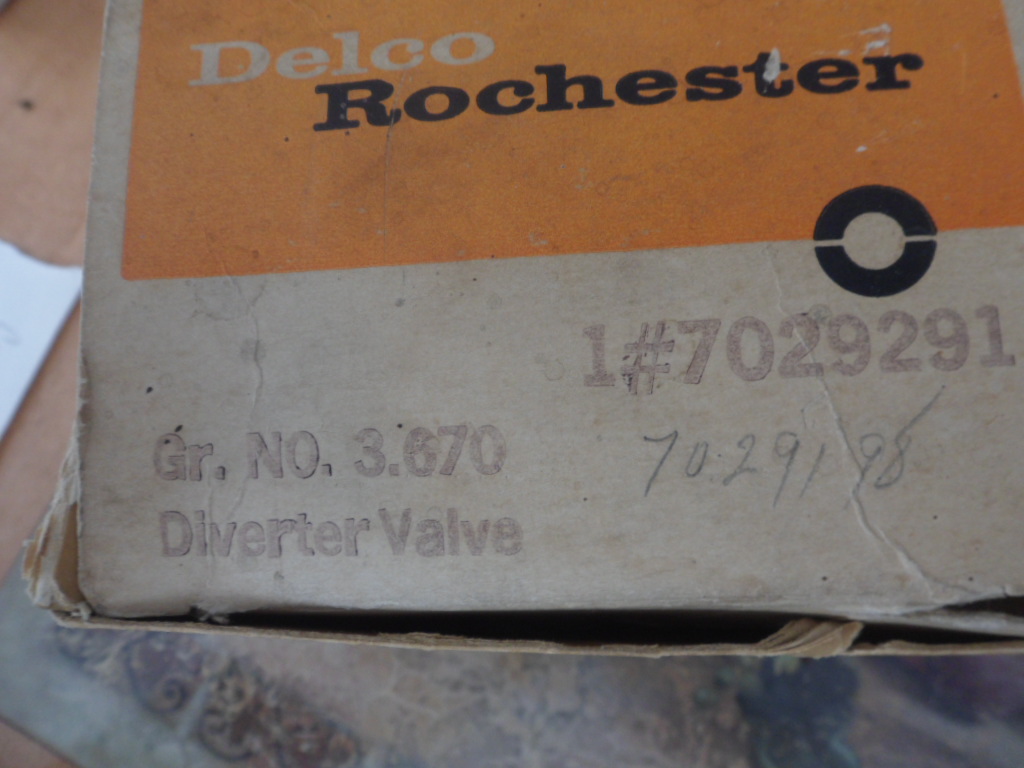 Delco
Rochester
1#7029291
Gr. NO. 3.670
7029198
Diverter Valve